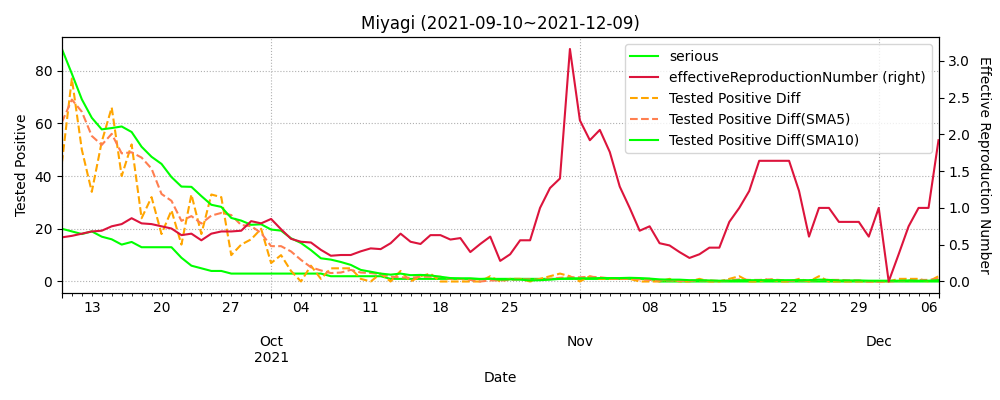 Miyagi (2021-09-10~2021-12-09)
serious
effectiveReproductionNumber (right)
Tested Positive Diff
Tested Positive Diff(SMA5)
Tested Positive Diff(SMA10)
Tested Positive
80
60
40
20
0
3.0
2.5
2.0
1.5
1.0
0.5
0.0
Effective Reproduction Number
13 20 27 04 11 18 25 08 15 22 29 06
Oct Nov Dec
2021
Date